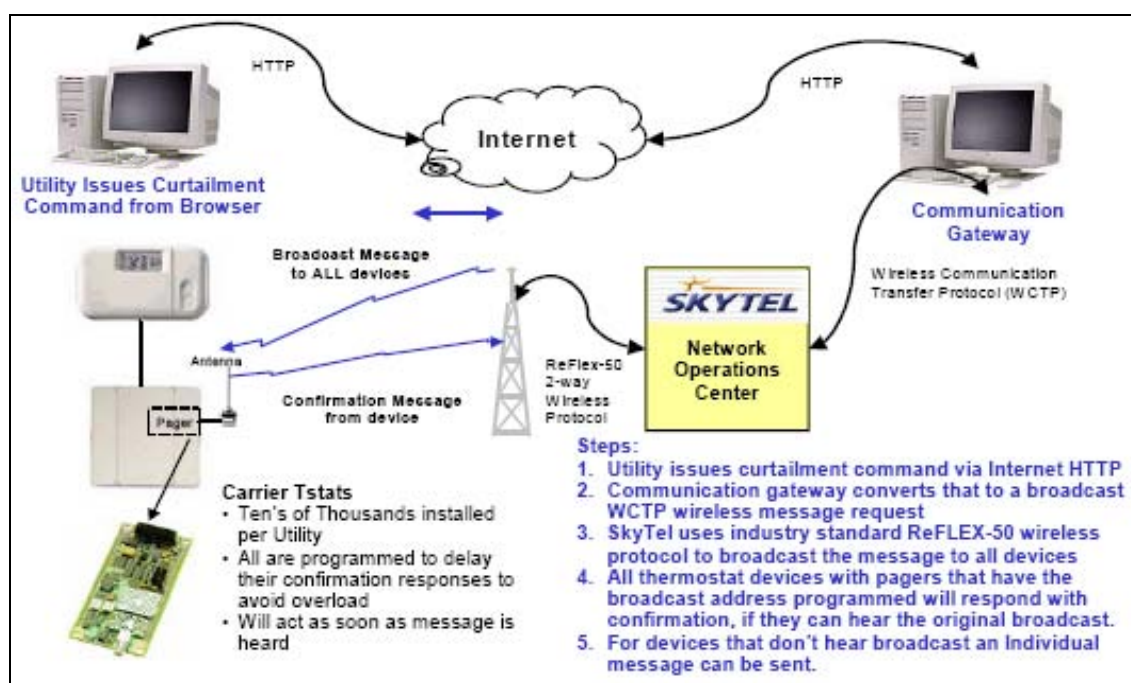 HTTP
HTTP
Internet
Utility Issues Curtailment
Command from Browser
Communication
Gateway
Broadcast Message
to ALL devices
Wireless Communication
Transfer Protocol (WCTP)
SKYTEL
Network
Operations
Center
Antenna
ReFlex-50
2-way
Wireless
Protocol
Confirmation Message
from device
Pager
Carrier Tstats
• Ten's of Thousands installed
per Utility
• All are programmed to delay
their confirmation responses to
avoid overload
• Will act as soon as message is
heard
Steps:
1. Utility issues curtailment command via Internet HTTP
2. Communication gateway converts that to a broadcast
WCTP wireless message request
3. SkyTel uses industry standard ReFLEX-50 wireless
protocol to broadcast the message to all devices
4. All thermostat devices with pagers that have the
broadcast address programmed will respond with
confirmation, if they can hear the original broadcast.
5. For devices that don't hear broadcast an Individual
message can be sent.